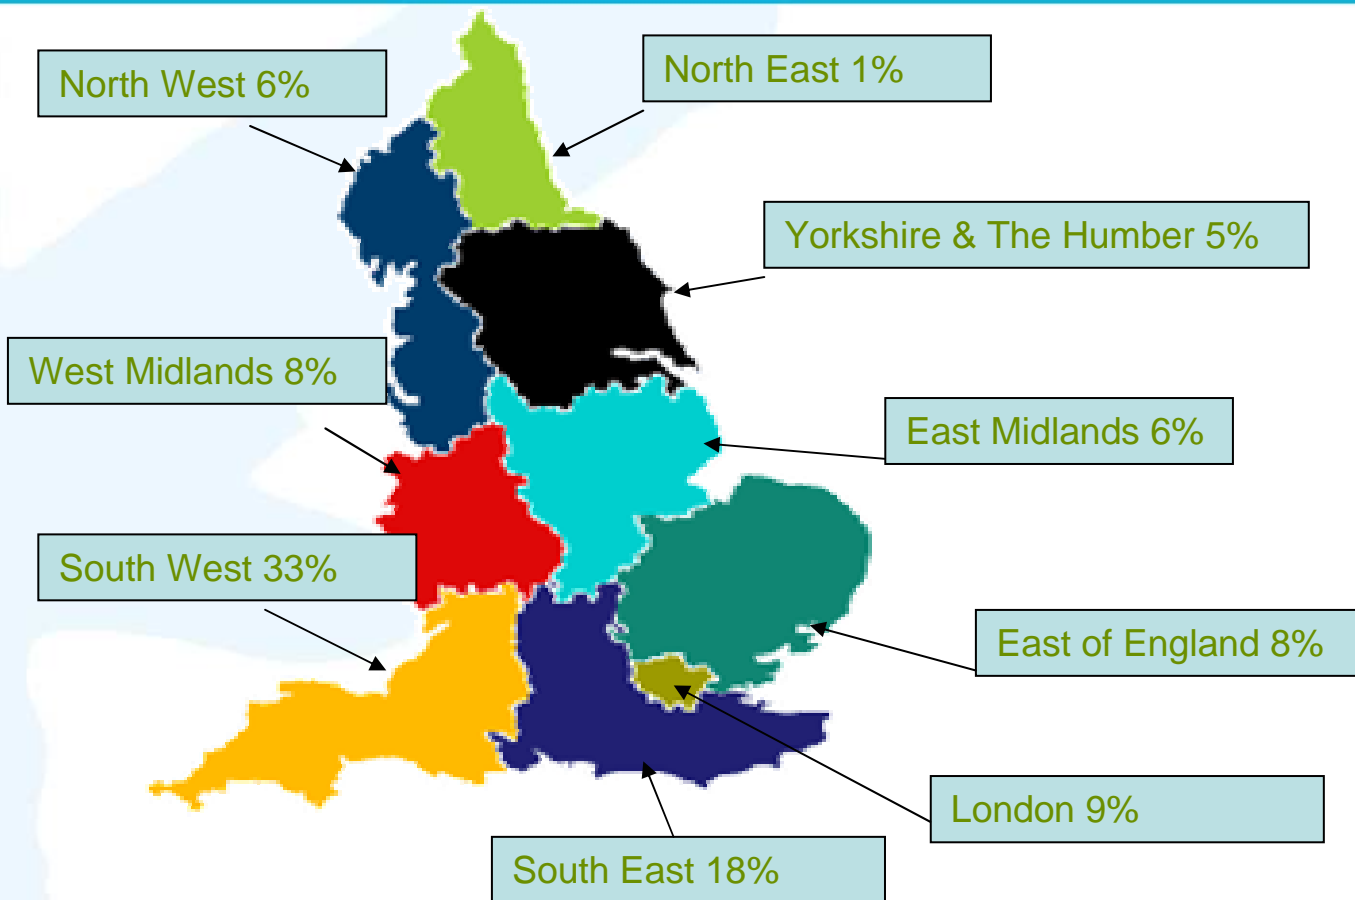 North West 6%
North East 1%
Yorkshire & The Humber 5%
West Midlands 8%
East Midlands 6%
South West 33%
East of England 8%
London 9%
South East 18%